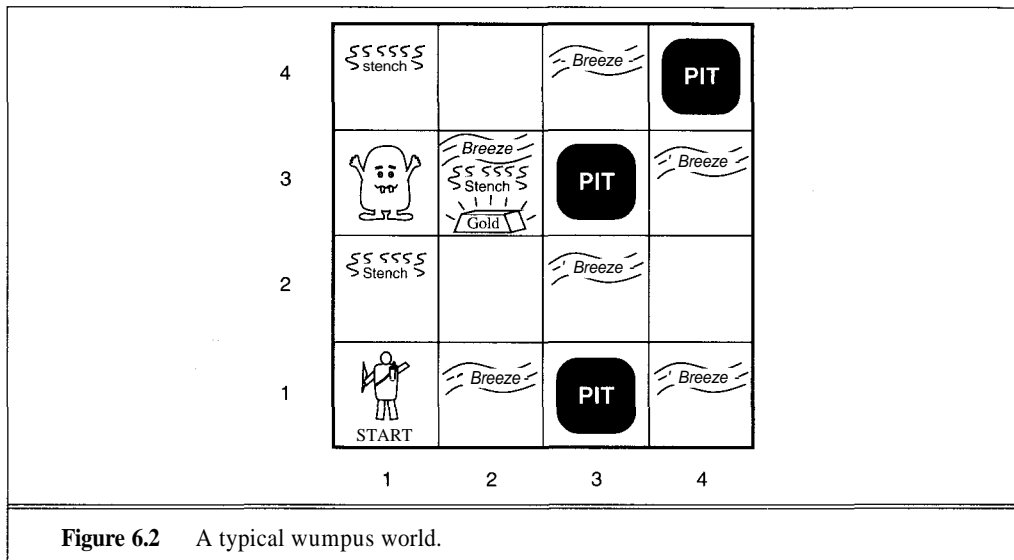 4 stench Breeze PIT
3 Breeze Stench Gold PIT Breeze
2 Stench Breeze
1 START Breeze PIT Breeze
1 2 3 4
Figure 6.2 A typical wumpus world.